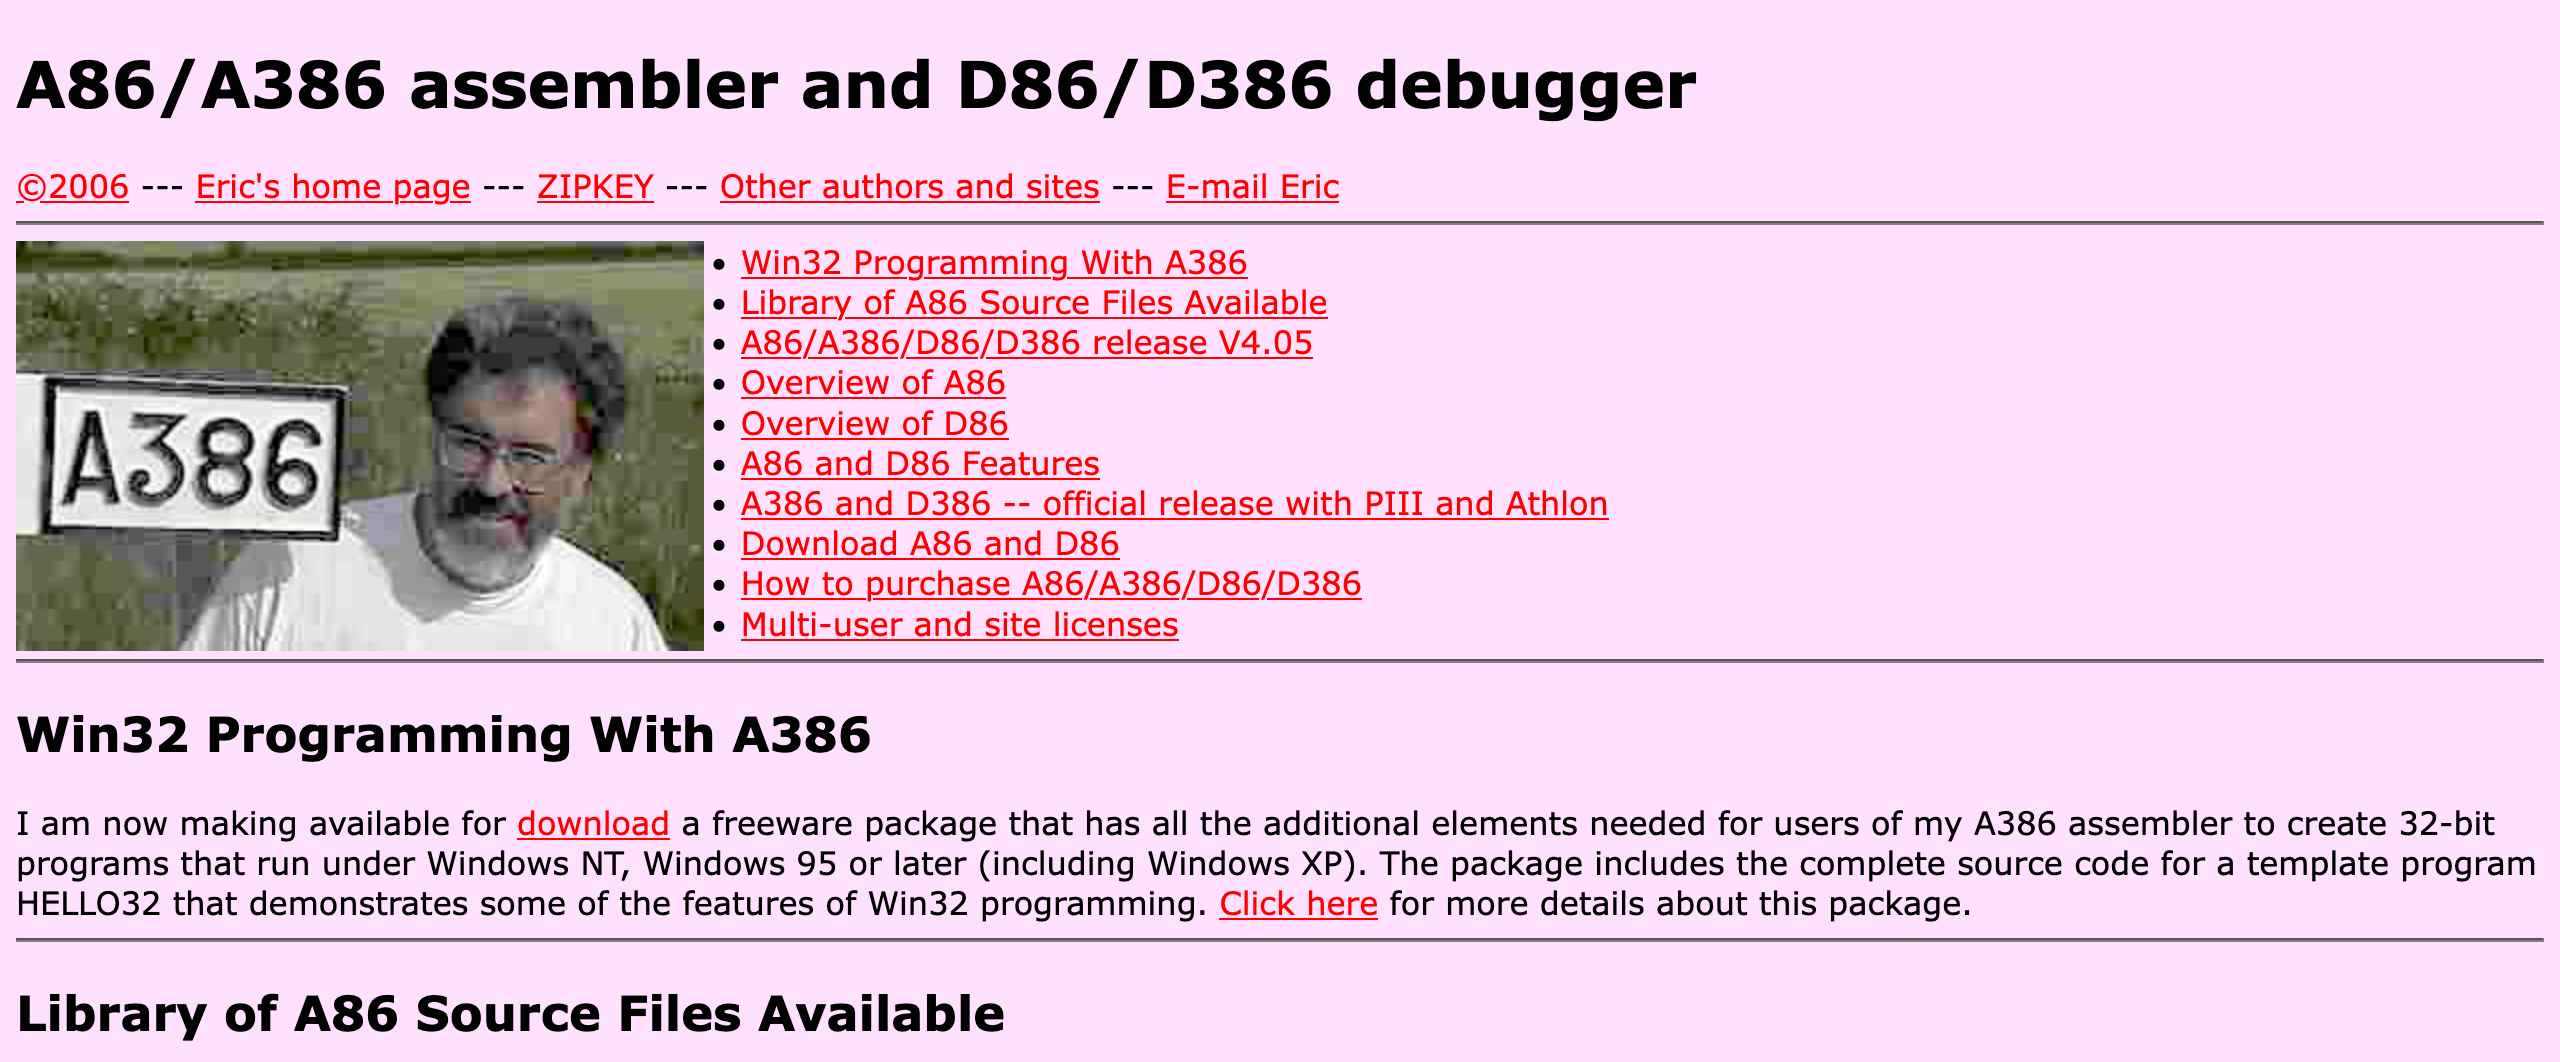 A86/A386 assembler and D86/D386 debugger
©2006 --- Eric's home page --- ZIPKEY --- Other authors and sites --- E-mail Eric
A386
Win32 Programming With A386
Library of A86 Source Files Available
A86/A386/D86/D386 release V4.05
Overview of A86
Overview of D86
A86 and D86 Features
A386 and D386 -- official release with PIII and Athlon
Download A86 and D86
How to purchase A86/A386/D86/D386
Multi-user and site licenses
Win32 Programming With A386
I am now making available for download a freeware package that has all the additional elements needed for users of my A386 assembler to create 32-bit
programs that run under Windows NT, Windows 95 or later (including Windows XP). The package includes the complete source code for a template program
HELLO32 that demonstrates some of the features of Win32 programming. Click here for more details about this package.
Library of A86 Source Files Available